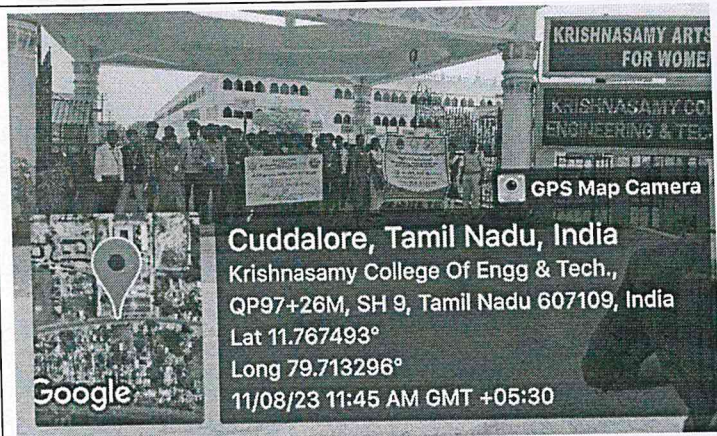 KRISHNASAMY ARTS
FOR WOME
KRISHNASAMY CO
ENGINEERING & TEC
GPS Map Camera
Cuddalore, Tamil Nadu, India
Krishnasamy College Of Engg & Tech.,
QP97+26M, SH 9, Tamil Nadu 607109, India
Lat 11.767493°
Long 79.713296°
11/08/23 11:45 AM GMT +05:30
Google